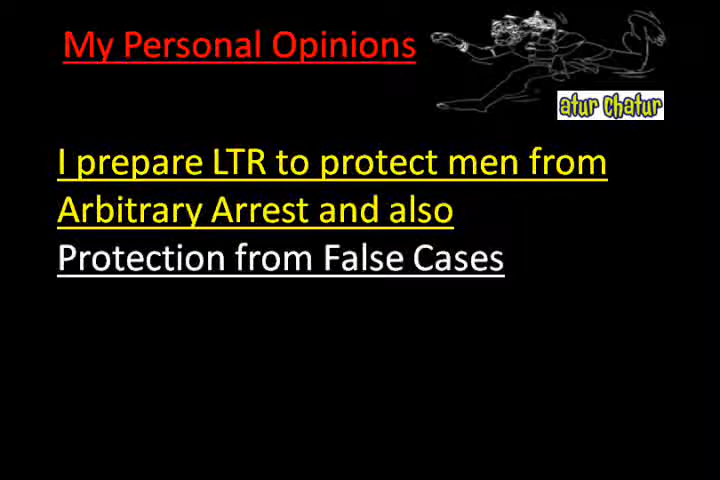 My Personal Opinions
atur chatur
I prepare LTR to protect men from
Arbitrary Arrest and also
Protection from False Cases